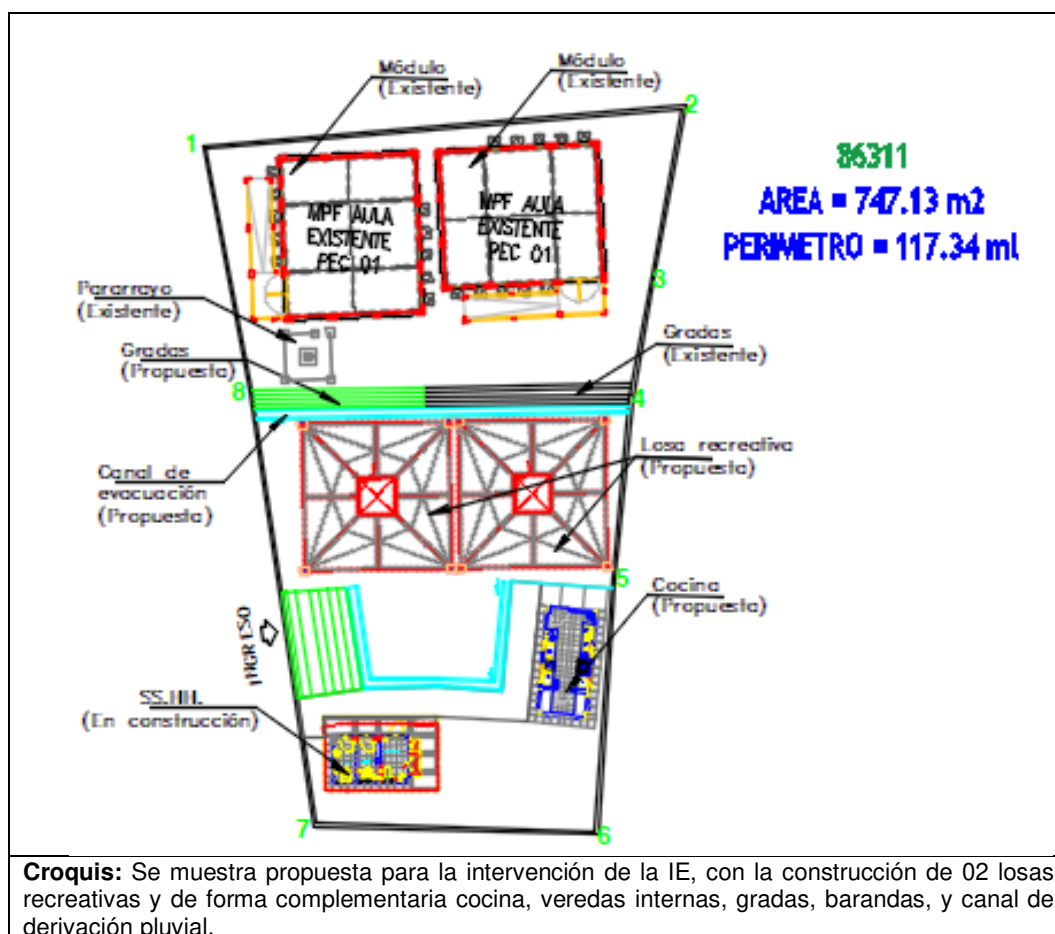 Módulo
(Existente)
Módulo
(Existente)
1
2
86311
AREA = 747.13 m2
PERIMETRO = 117.34 ml
MPF AULA
EXISTENTE
PEC 01
MPF AULA
EXISTENTE
PEC 01
3
Pararrayo
(Existente)
Gradas
(Propuesta)
Gradas
(Existente)
8
4
Losa recreativa
(Propuesta)
Canal de
evacuación
(Propuesta)
5
Cocina
(Propuesta)
INGRESO
SS.HH.
(En construcción)
7
6
Croquis: Se muestra propuesta para la intervención de la IE, con la construcción de 02 losas
recreativas y de forma complementaria cocina, veredas internas, gradas, barandas, y canal de
derivación pluvial.